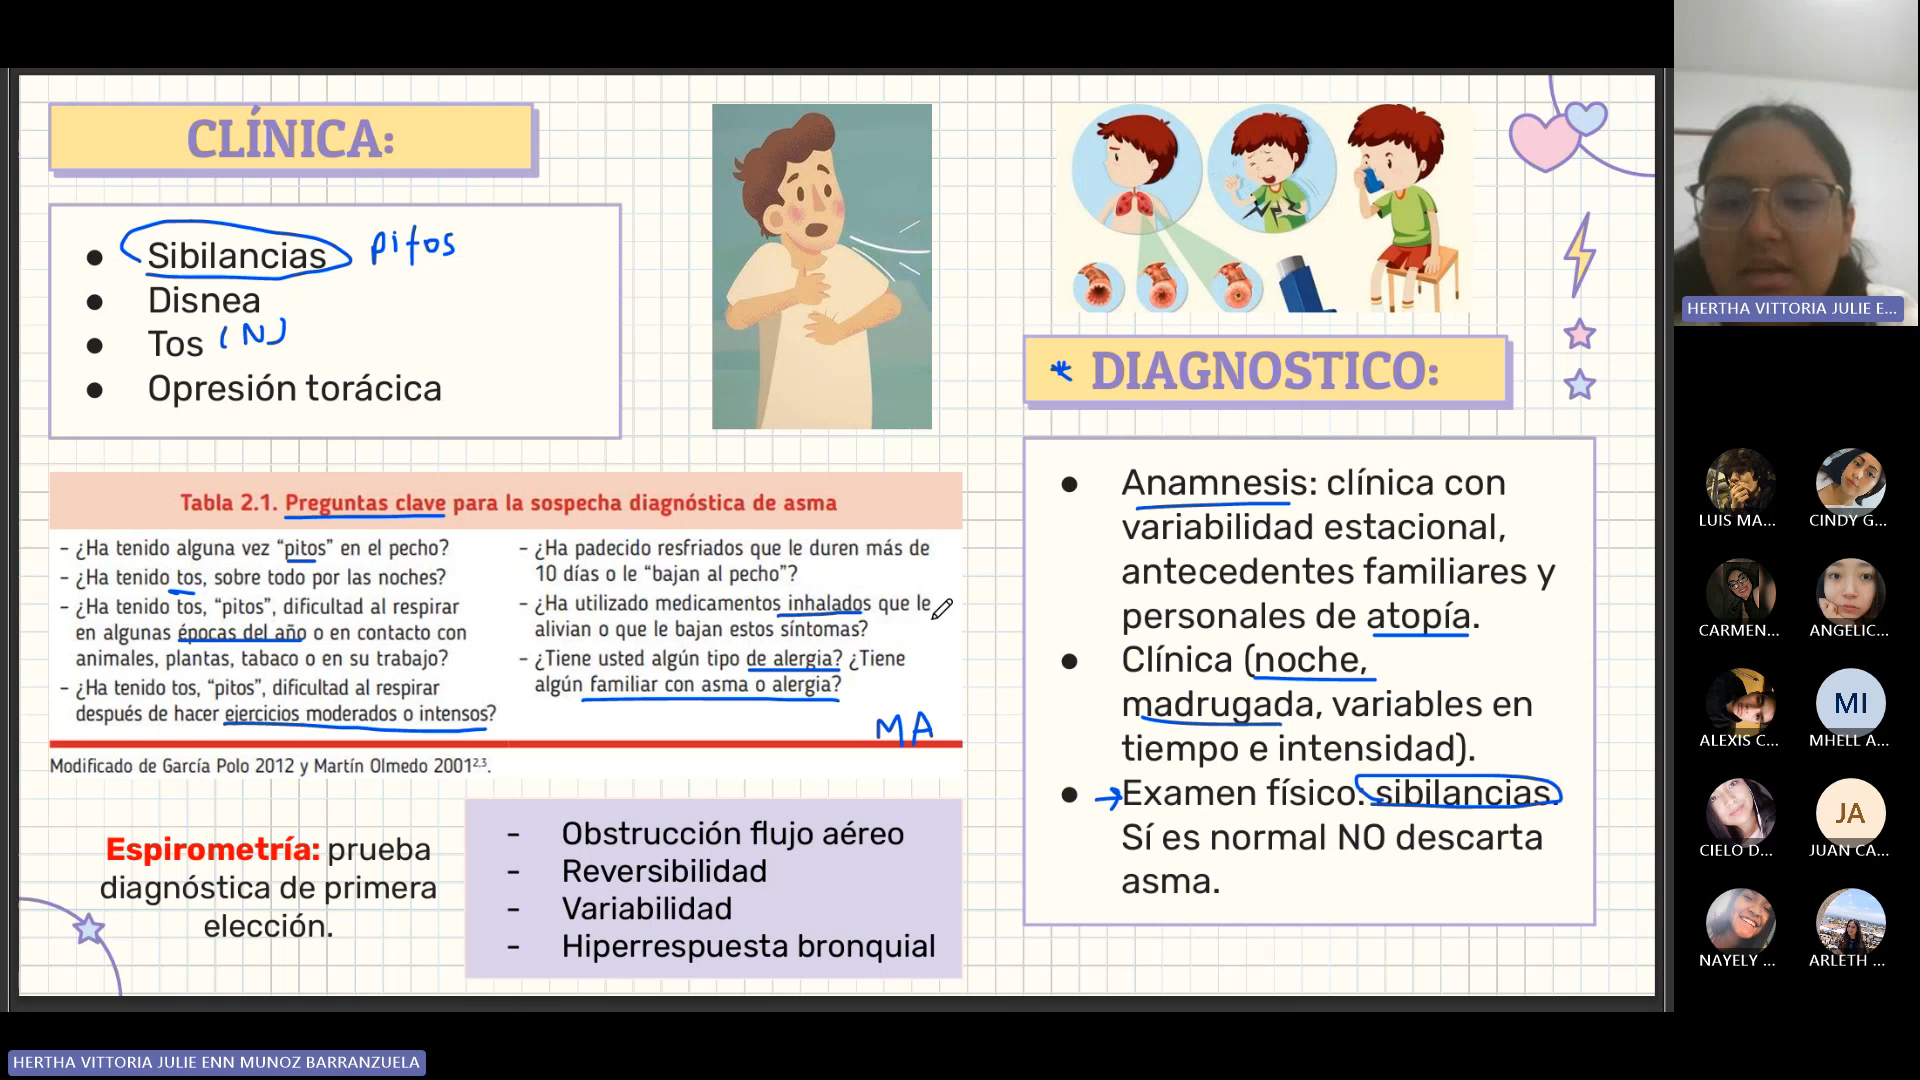 CLÍNICA:
● Sibilancias pitos
● Disnea
● Tos (N)
● Opresión torácica
Tabla 2.1. Preguntas clave para la sospecha diagnóstica de asma
– ¿Ha tenido alguna vez “pitos” en el pecho?
– ¿Ha tenido tos, sobre todo por las noches?
– ¿Ha tenido tos, “pitos”, dificultad al respirar
en algunas épocas del año o en contacto con
animales, plantas, tabaco o en su trabajo?
– ¿Ha tenido tos, “pitos”, dificultad al respirar
después de hacer ejercicios moderados o intensos?
– ¿Ha padecido resfriados que le duren más de
10 días o le “bajan al pecho”?
– ¿Ha utilizado medicamentos inhalados que le
alivian o que le bajan estos síntomas?
– ¿Tiene usted algún tipo de alergia? ¿Tiene
algún familiar con asma o alergia?
MA
Modificado de García Polo 2012 y Martín Olmedo 2001²,³.
Espirometría: prueba
diagnóstica de primera
elección.
- Obstrucción flujo aéreo
- Reversibilidad
- Variabilidad
- Hiperrespuesta bronquial
* DIAGNOSTICO:
● Anamnesis: clínica con
variabilidad estacional,
antecedentes familiares y
personales de atopía.
● Clínica (noche,
madrugada, variables en
tiempo e intensidad).
● → Examen físico: sibilancias.
Sí es normal NO descarta
asma.
HERTHA VITTORIA JULIE E...
LUIS MA...
CINDY G...
CARMEN...
ANGELIC...
ALEXIS C...
MI
MHELL A...
CIELO D...
JA
JUAN CA...
NAYELY ...
ARLETH ...
HERTHA VITTORIA JULIE ENN MUNOZ BARRANZUELA